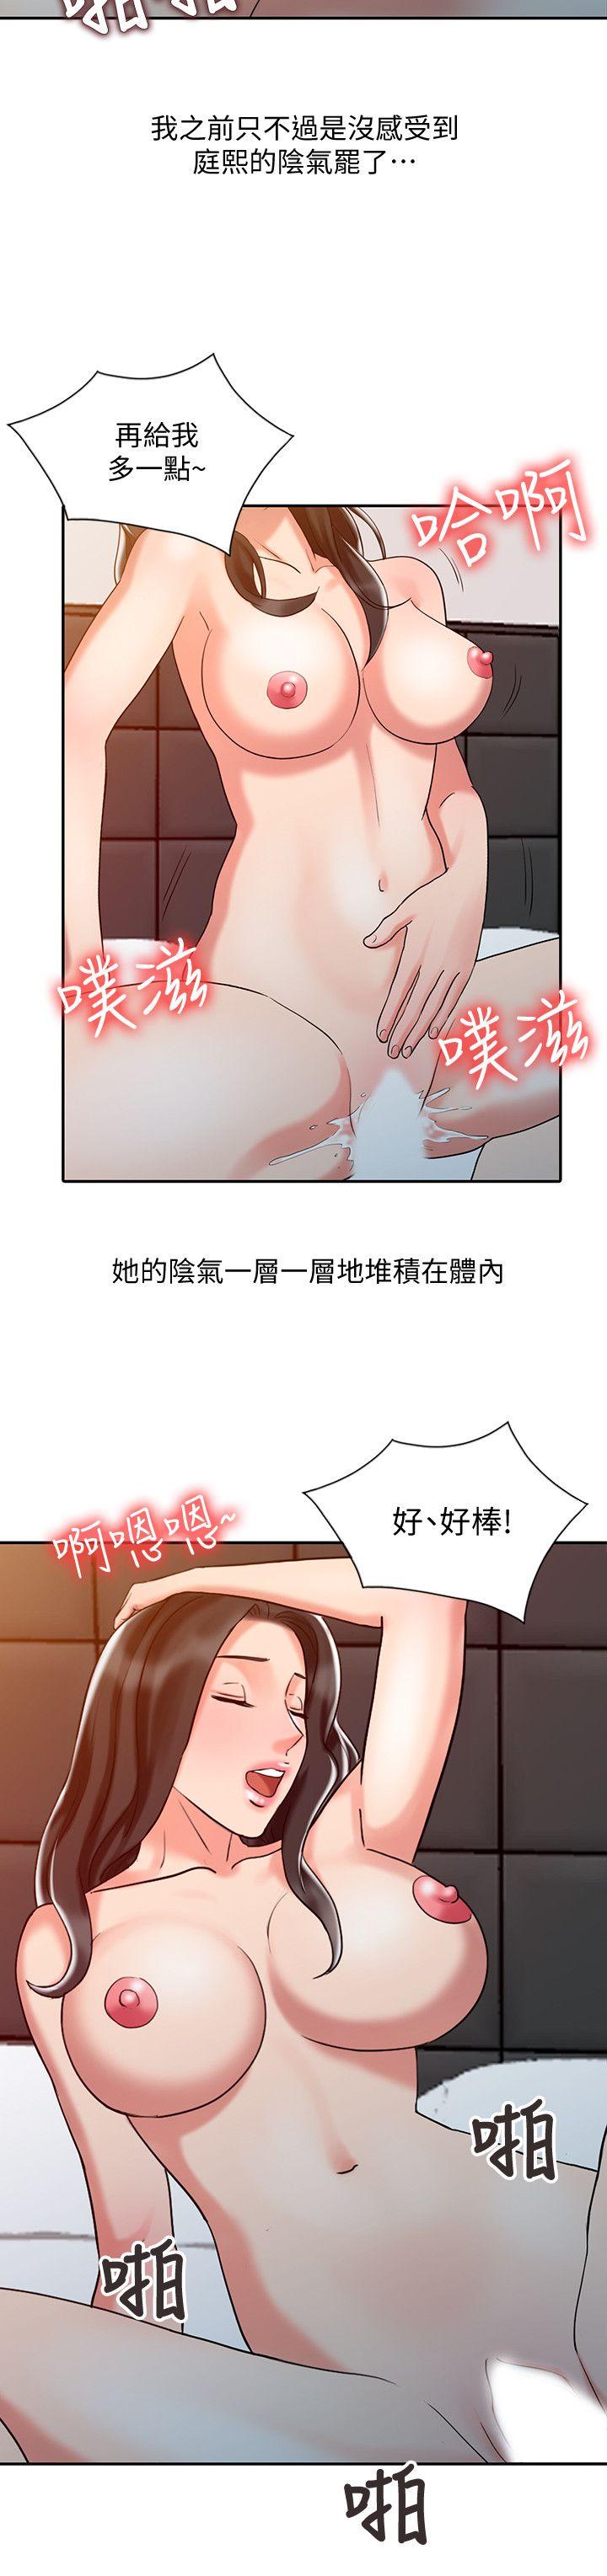 啪啪
我之前只不過是沒感受到
庭熙的陰氣罷了…
再給我
多一點~
哈啊
噗滋
噗滋
她的陰氣一層一層地堆積在體內
好、好棒!
啊嗯嗯~
啪
啪
啪